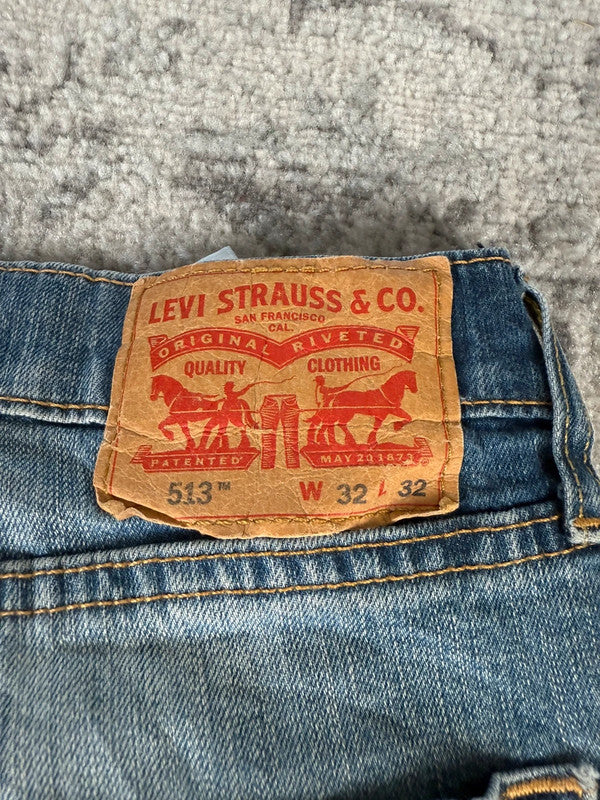 LEVI STRAUSS & CO.
SAN FRANCISCO
CAL.
ORIGINAL RIVETED
QUALITY CLOTHING
PATENTED MAY 20 1873
513™ W 32 L 32